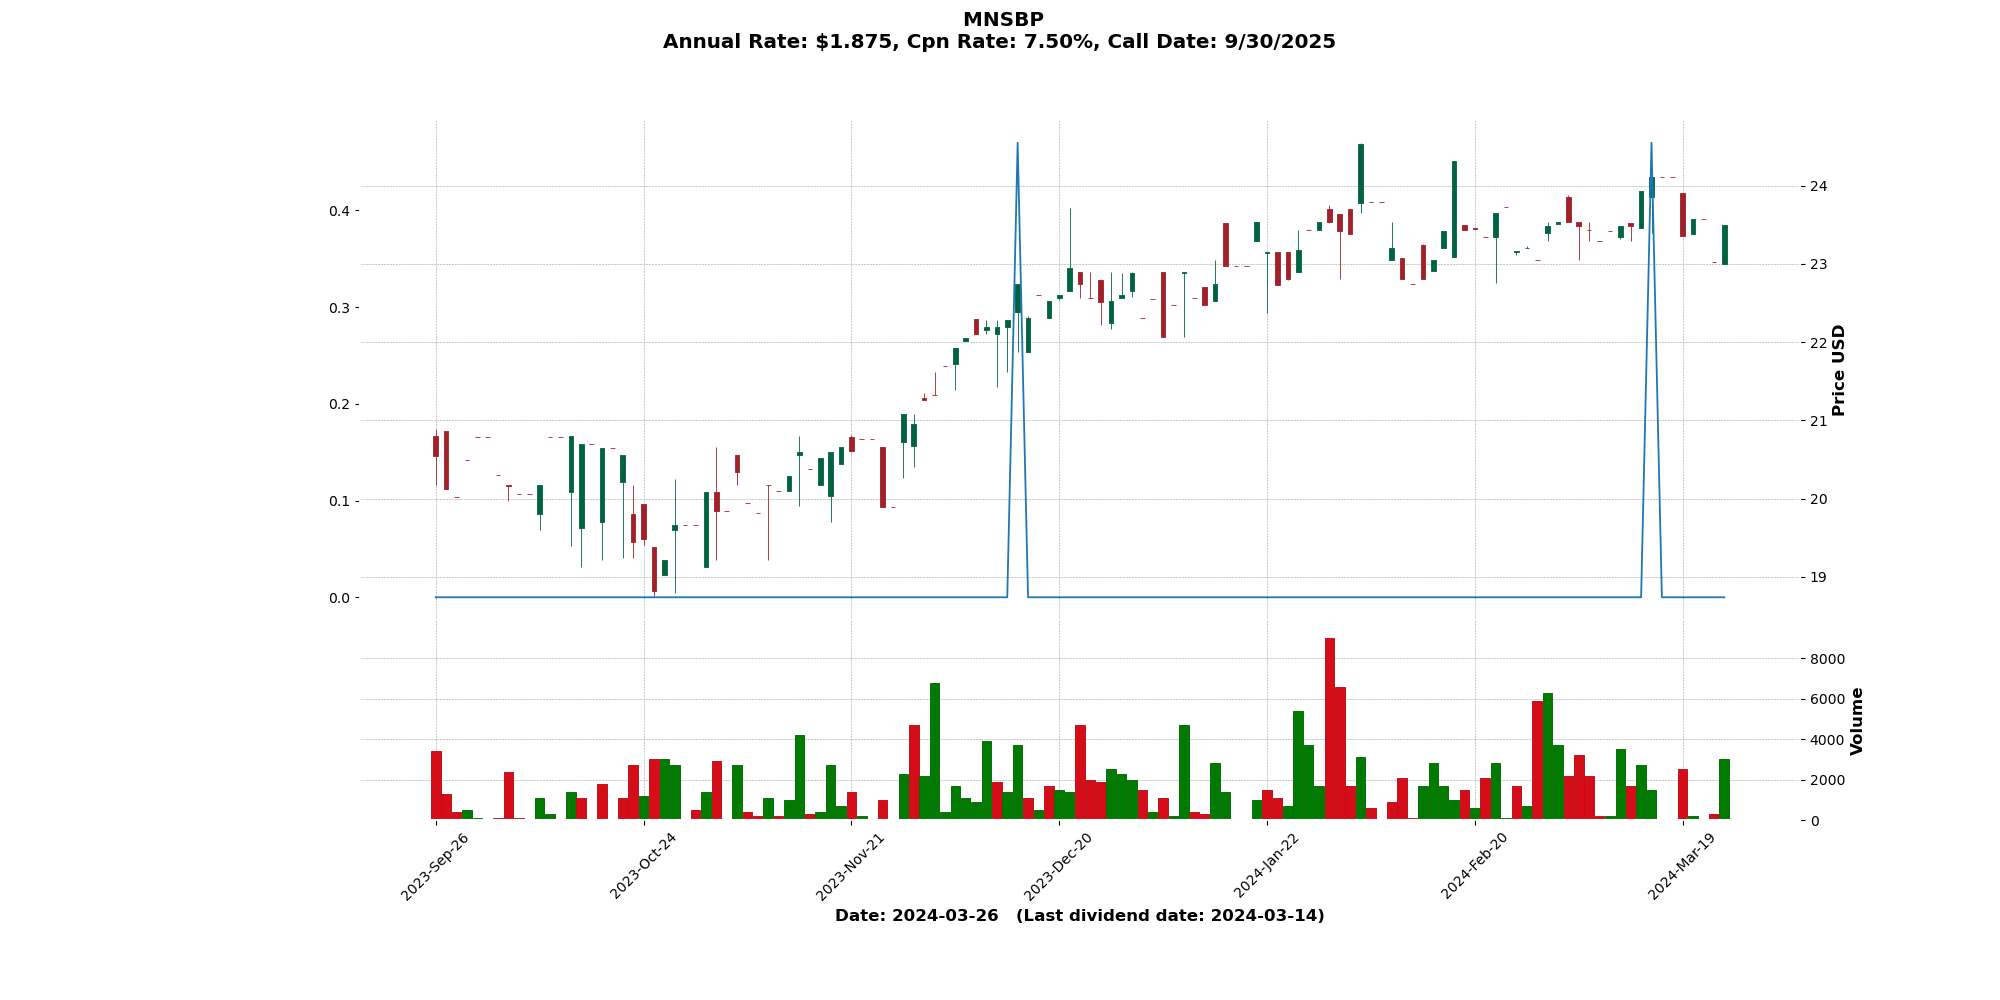 MNSBP
Annual Rate: $1.875, Cpn Rate: 7.50%, Call Date: 9/30/2025
0.4
0.3
0.2
0.1
0.0
24
23
22
21
20
19
Price USD
8000
6000
4000
2000
0
Volume
2023-Sep-26
2023-Oct-24
2023-Nov-21
2023-Dec-20
2024-Jan-22
2024-Feb-20
2024-Mar-19
Date: 2024-03-26 (Last dividend date: 2024-03-14)